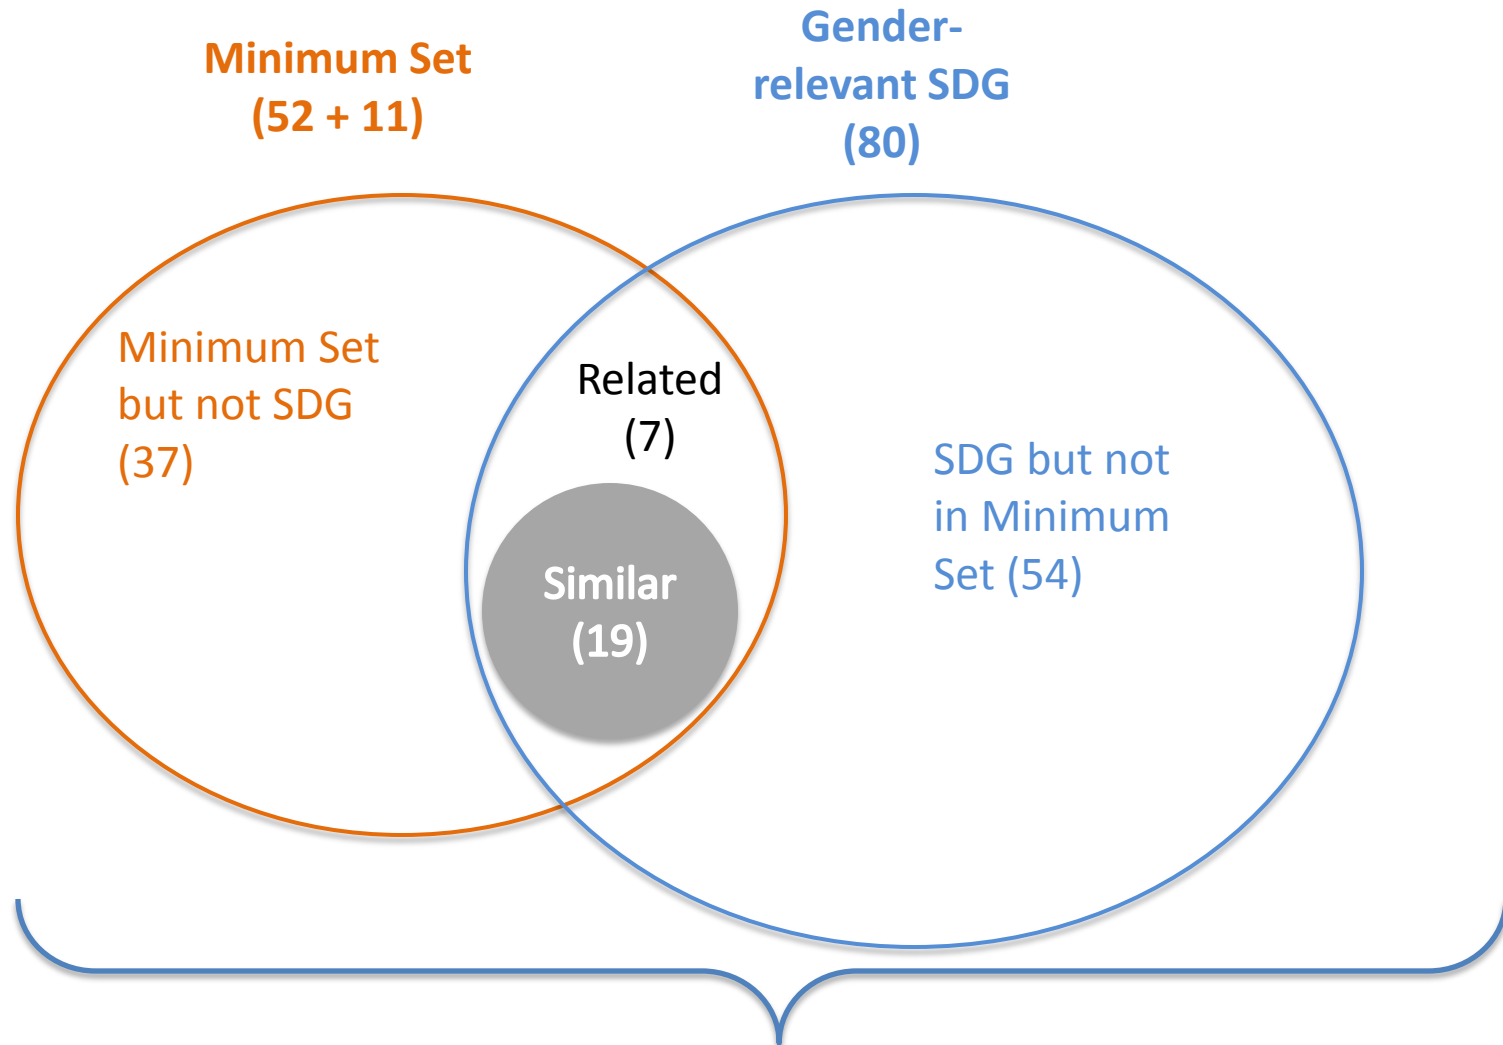 Minimum Set
(52 + 11)
Gender-
relevant SDG
(80)
Minimum Set
but not SDG
(37)
Related
(7)
Similar
(19)
SDG but not
in Minimum
Set (54)